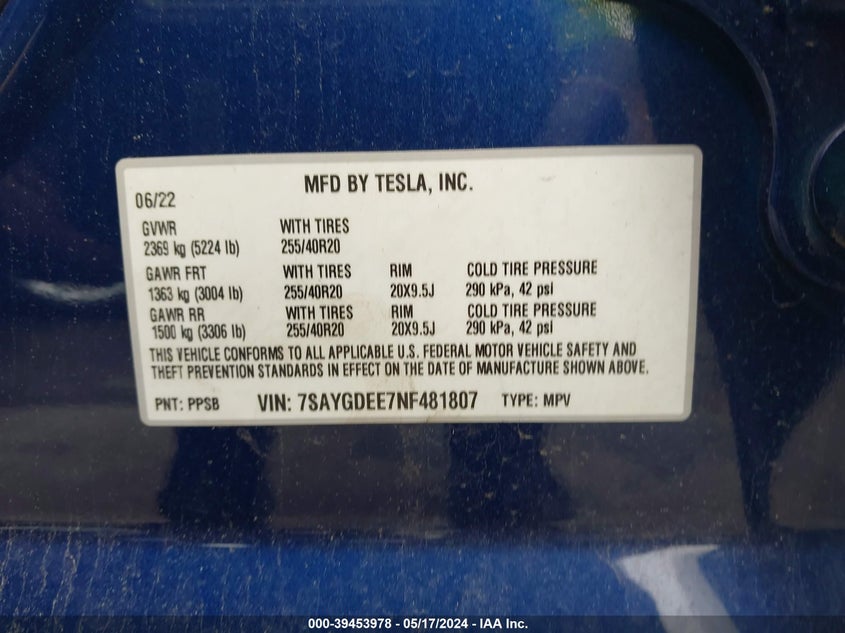 MFD BY TESLA, INC.
06/22
GVWR WITH TIRES
2369 kg (5224 lb) 255/40R20
GAWR FRT WITH TIRES RIM COLD TIRE PRESSURE
1363 kg (3004 lb) 255/40R20 20X9.5J 290 kPa, 42 psi
GAWR RR WITH TIRES RIM COLD TIRE PRESSURE
1500 kg (3306 lb) 255/40R20 20X9.5J 290 kPa, 42 psi
THIS VEHICLE CONFORMS TO ALL APPLICABLE U.S. FEDERAL MOTOR VEHICLE SAFETY AND
THEFT PREVENTION STANDARDS IN EFFECT ON THE DATE OF MANUFACTURE SHOWN ABOVE.
PNT: PPSB VIN: 7SAYGDEE7NF481807 TYPE: MPV
000-39453978 - 05/17/2024 - IAA Inc.